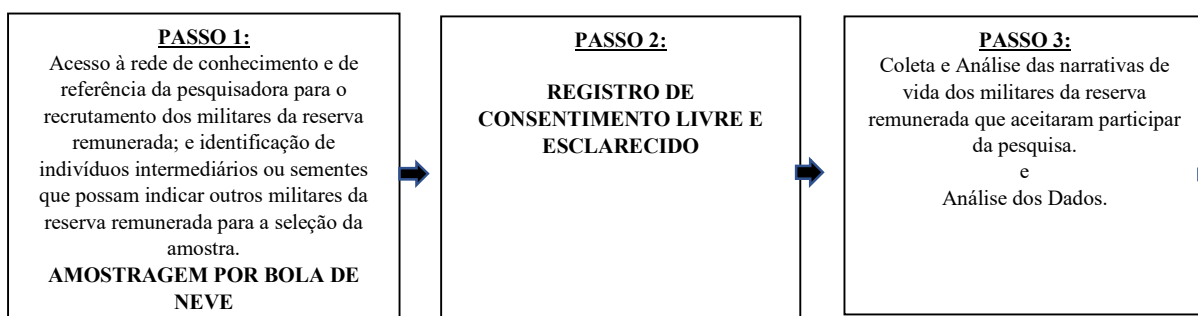 PASSO 1:
Acesso à rede de conhecimento e de
referência da pesquisadora para o
recrutamento dos militares da reserva
remunerada; e identificação de
indivíduos intermediários ou sementes
que possam indicar outros militares da
reserva remunerada para a seleção da
amostra.
AMOSTRAGEM POR BOLA DE
NEVE
PASSO 2:
REGISTRO DE
CONSENTIMENTO LIVRE E
ESCLARECIDO
PASSO 3:
Coleta e Análise das narrativas de
vida dos militares da reserva
remunerada que aceitaram participar
da pesquisa.
e
Análise dos Dados.